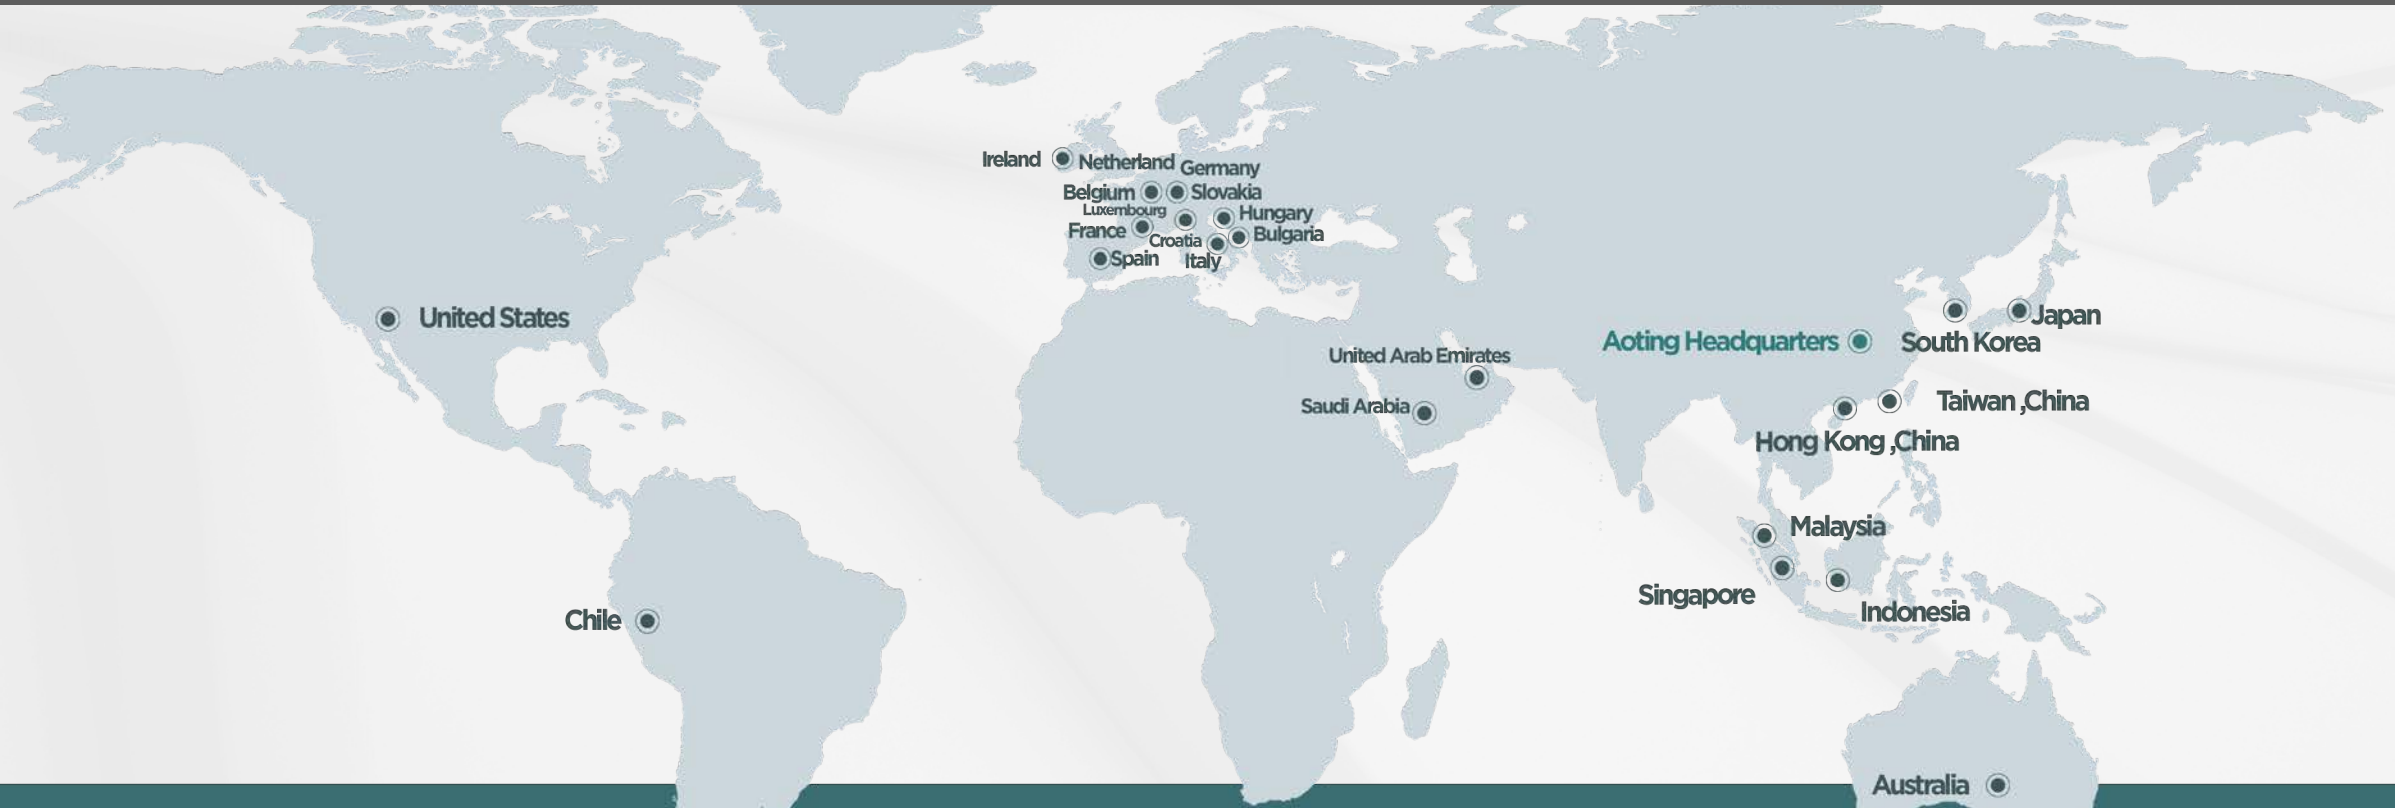 Ireland
Netherland
Germany
Belgium
Slovakia
Luxembourg
Hungary
France
Croatia
Bulgaria
Spain
Italy
United States
Japan
Aoting Headquarters
South Korea
United Arab Emirates
Saudi Arabia
Taiwan ,China
Hong Kong ,China
Malaysia
Singapore
Indonesia
Chile
Australia